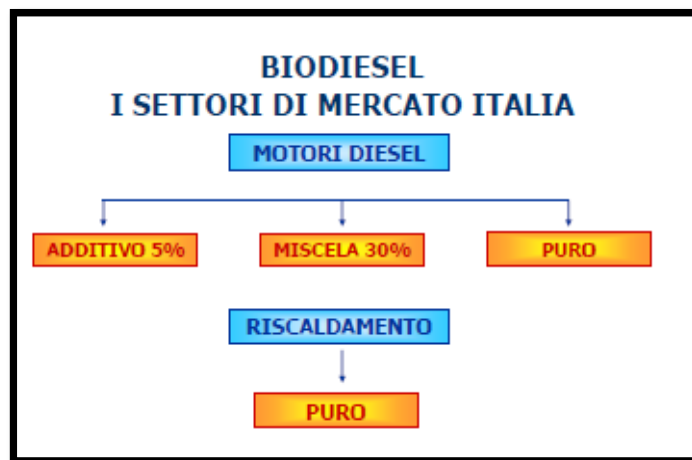 BIODIESEL
I SETTORI DI MERCATO ITALIA
MOTORI DIESEL
ADDITIVO 5%
MISCELA 30%
PURO
RISCALDAMENTO
PURO